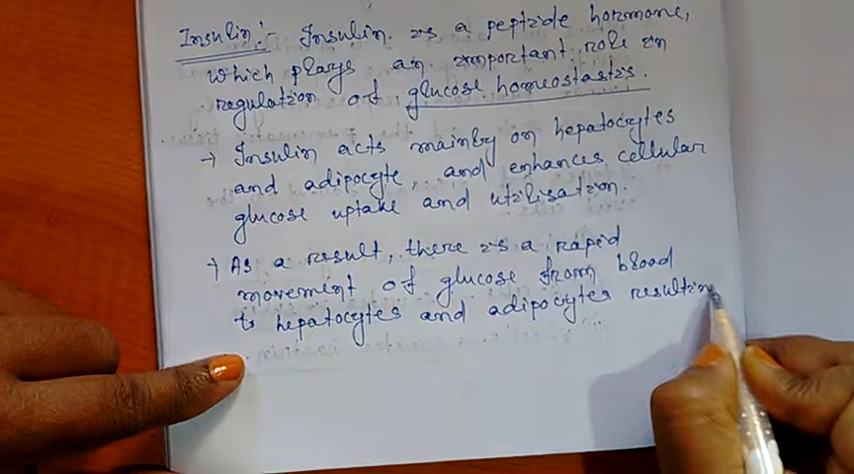 Insulin :- Insulin is a peptide hormone,
which plays an important role in
regulation of glucose homeostasis.
→ Insulin acts mainly on hepatocytes
and adipocyte, and enhances cellular
glucose uptake and utilisation.
→ As a result, there is a rapid
movement of glucose from blood
to hepatocytes and adipocytes resultin